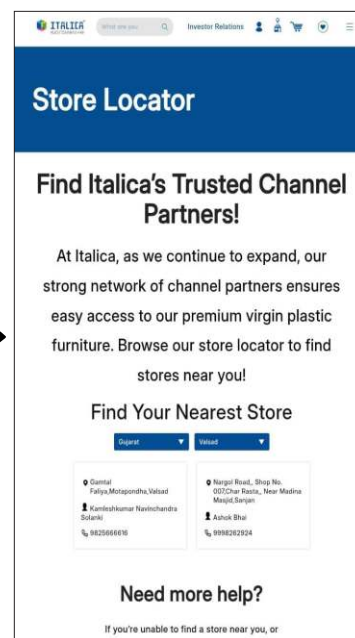 ITALICA
What are you
Investor Relations
Store Locator
Find Italica's Trusted Channel
Partners!
At Italica, as we continue to expand, our
strong network of channel partners ensures
easy access to our premium virgin plastic
furniture. Browse our store locator to find
stores near you!
Find Your Nearest Store
Gujarat
Valsad
Gamtal
Faliya,Motapondha,Valsad
Kamleshkumar Navinchandra
Solanki
9825666616
Nargol Road,, Shop No.
007,Char Rasta,, Near Madina
Masjid,Sanjan
Ashok Bhai
9998262924
Need more help?
If you're unable to find a store near you, or